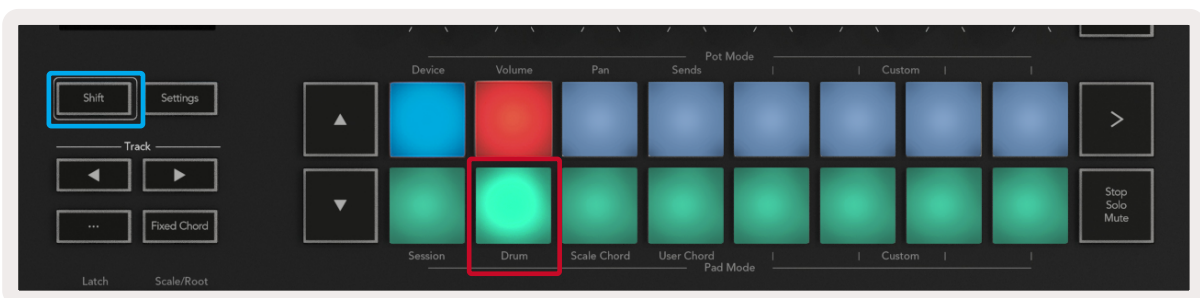 Pot Mode
Device Volume Pan Sends Custom
Shift Settings
Track
Stop
Solo
Mute
... Fixed Chord
Session Drum Scale Chord User Chord Custom
Pad Mode
Latch Scale/Root